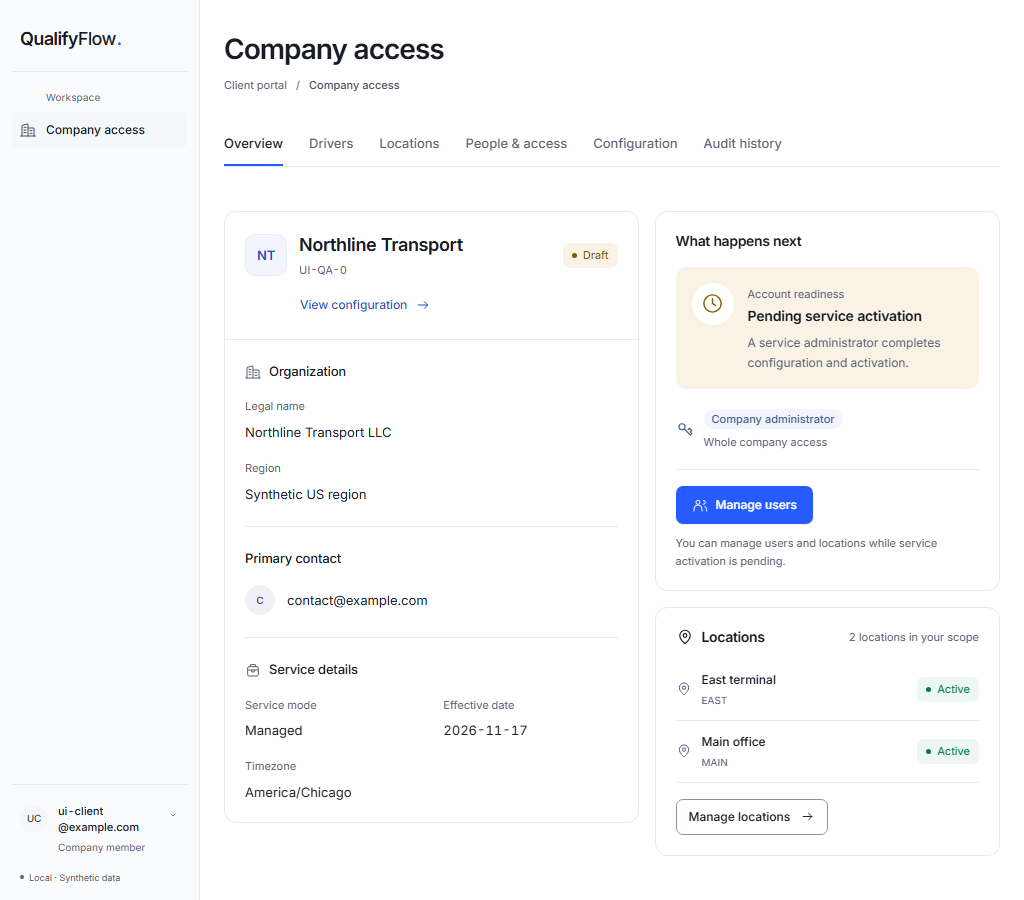 QualifyFlow.
Workspace
Company access
UC
ui-client
@example.com
Company member
Local · Synthetic data
Company access
Client portal / Company access
Overview Drivers Locations People & access Configuration Audit history
NT
Northline Transport
UI-QA-0
Draft
View configuration →
Organization
Legal name
Northline Transport LLC
Region
Synthetic US region
Primary contact
C
contact@example.com
Service details
Service mode Effective date
Managed 2026-11-17
Timezone
America/Chicago
What happens next
Account readiness
Pending service activation
A service administrator completes
configuration and activation.
Company administrator
Whole company access
Manage users
You can manage users and locations while service
activation is pending.
Locations 2 locations in your scope
East terminal
EAST
Active
Main office
MAIN
Active
Manage locations →